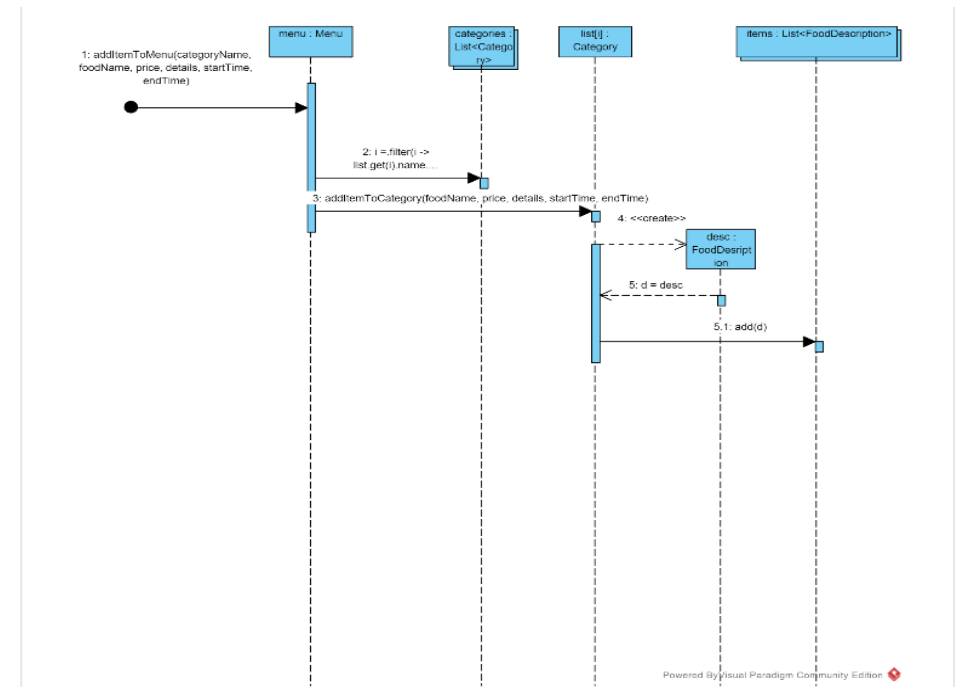 menu : Menu
categories :
List<Catego
ry>
list[i] :
Category
items : List<FoodDescription>
1: addItemToMenu(categoryName,
foodName, price, details, startTime,
endTime)
2: i =.filter(i ->
list.get(i).name....
3: addItemToCategory(foodName, price, details, startTime, endTime)
4: <<create>>
desc :
FoodDesript
ion
5: d = desc
5.1: add(d)
Powered By Visual Paradigm Community Edition